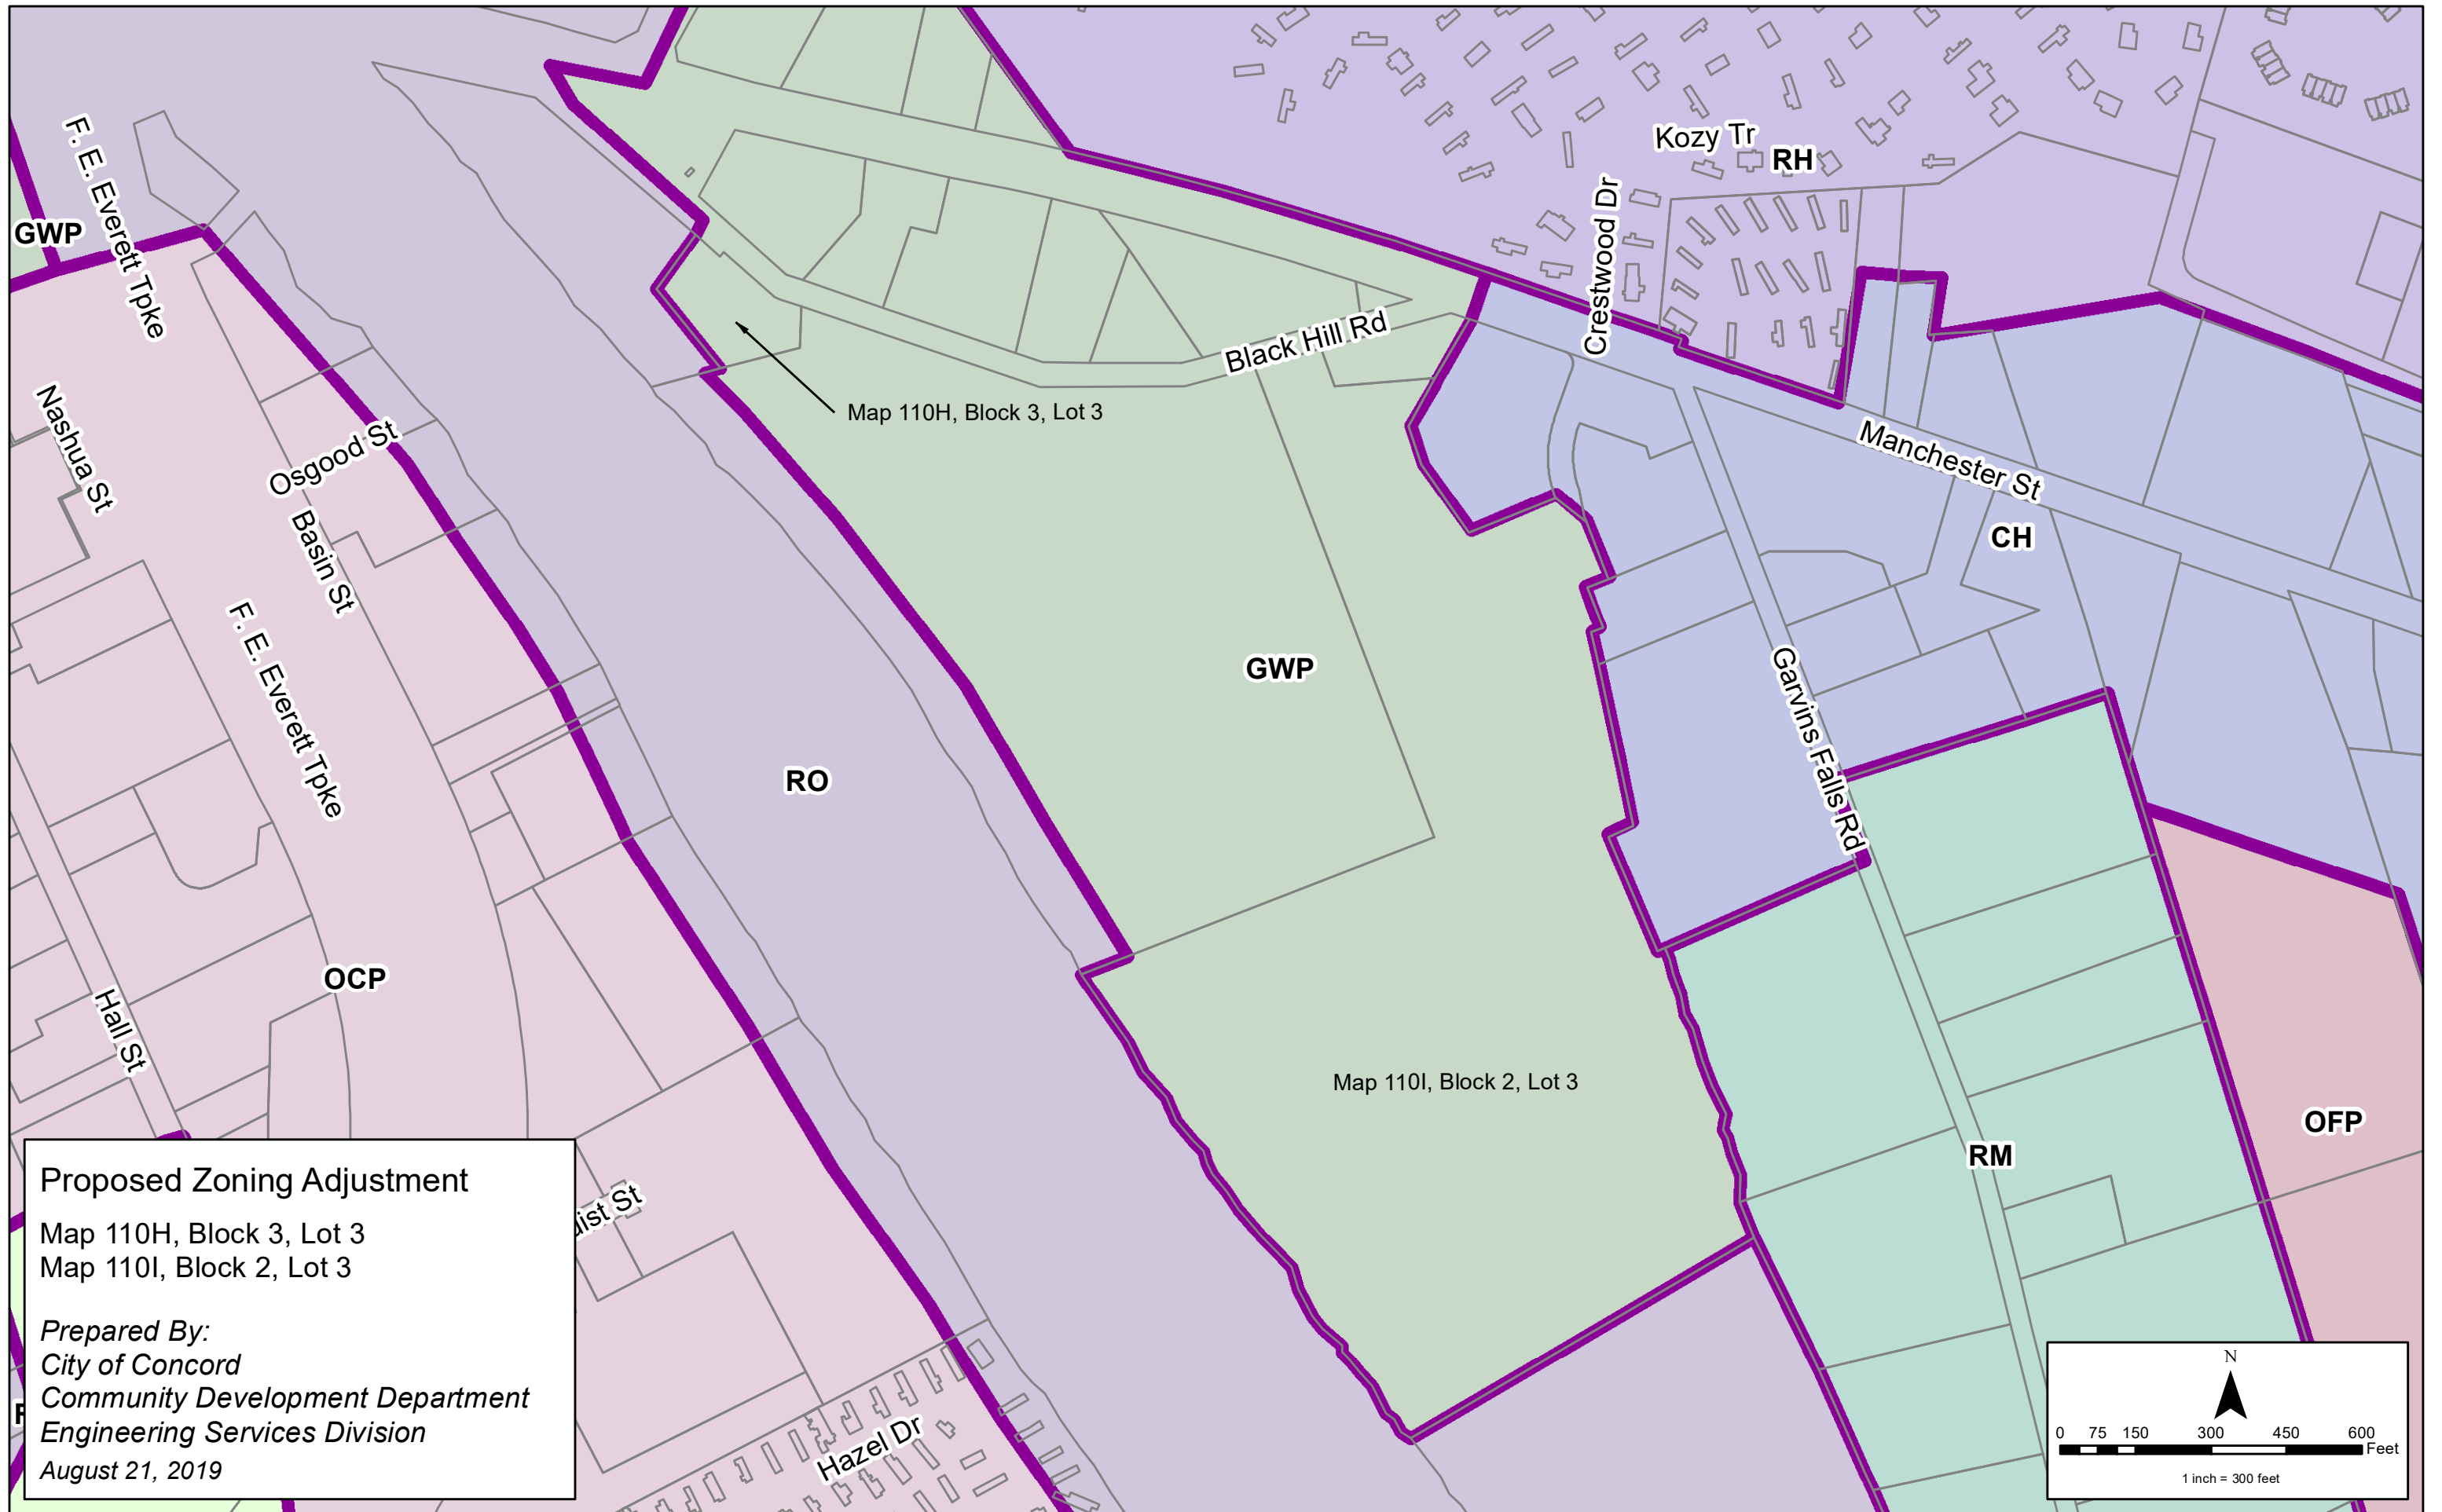 Kozy Tr
RH
F. E. Everett Tpke
GWP
Crestwood Dr
Black Hill Rd
Map 110H, Block 3, Lot 3
Nashua St
Osgood St
Manchester St
Basin St
CH
F. E. Everett Tpke
GWP
Garvins Falls Rd
RO
OCP
Hall St
Map 110I, Block 2, Lot 3
OFP
RM
Proposed Zoning Adjustment
Map 110H, Block 3, Lot 3
Map 110I, Block 2, Lot 3
Prepared By:
City of Concord
Community Development Department
Engineering Services Division
August 21, 2019
St
Hazel Dr
N
0 75 150 300 450 600
Feet
1 inch = 300 feet